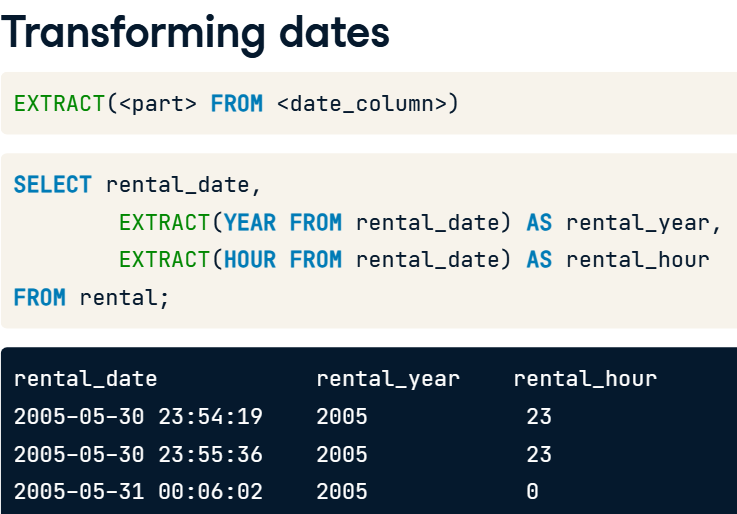 Transforming dates
EXTRACT(<part> FROM <date_column>)
SELECT rental_date,
EXTRACT(YEAR FROM rental_date) AS rental_year,
EXTRACT(HOUR FROM rental_date) AS rental_hour
FROM rental;
rental_date rental_year rental_hour
2005-05-30 23:54:19 2005 23
2005-05-30 23:55:36 2005 23
2005-05-31 00:06:02 2005 0